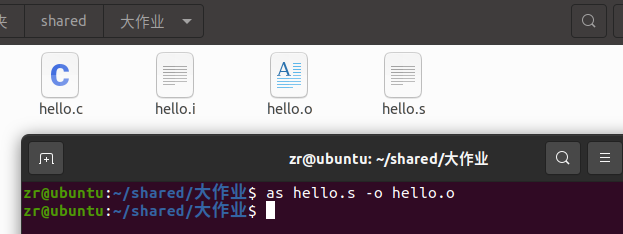 夹 shared 大作业
hello.c hello.i hello.o hello.s
zr@ubuntu: ~/shared/大作业
zr@ubuntu:~/shared/大作业$ as hello.s -o hello.o
zr@ubuntu:~/shared/大作业$